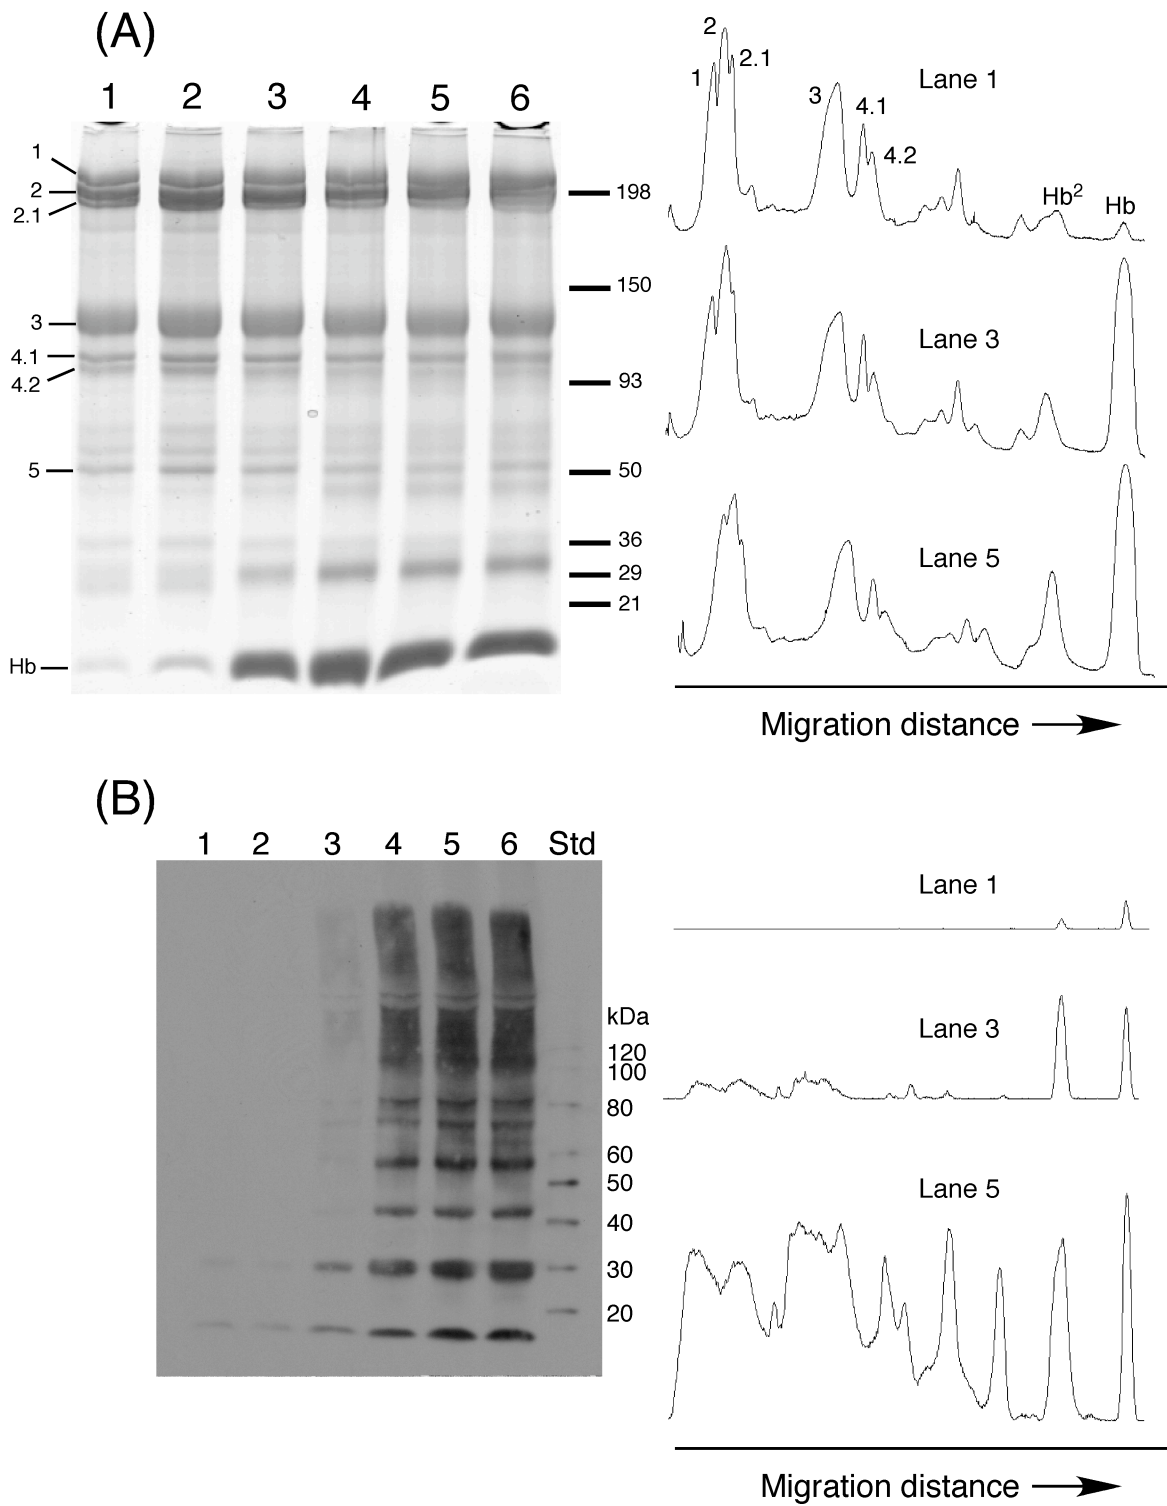 (A)
1 2 3 4 5 6
1
2
2.1
3
4.1
4.2
5
Hb
198
150
93
50
36
29
21
1
2
2.1
3
4.1
4.2
Hb²
Hb
Lane 1
Lane 3
Lane 5
Migration distance
(B)
1 2 3 4 5 6 Std
kDa
120
100
80
60
50
40
30
20
Lane 1
Lane 3
Lane 5
Migration distance